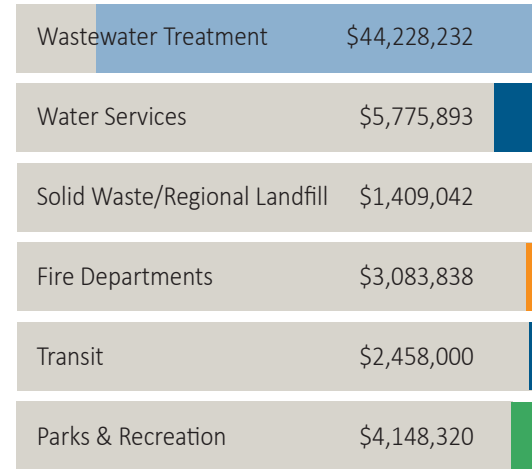 Wastewater Treatment $44,228,232
Water Services $5,775,893
Solid Waste/Regional Landfill $1,409,042
Fire Departments $3,083,838
Transit $2,458,000
Parks & Recreation $4,148,320